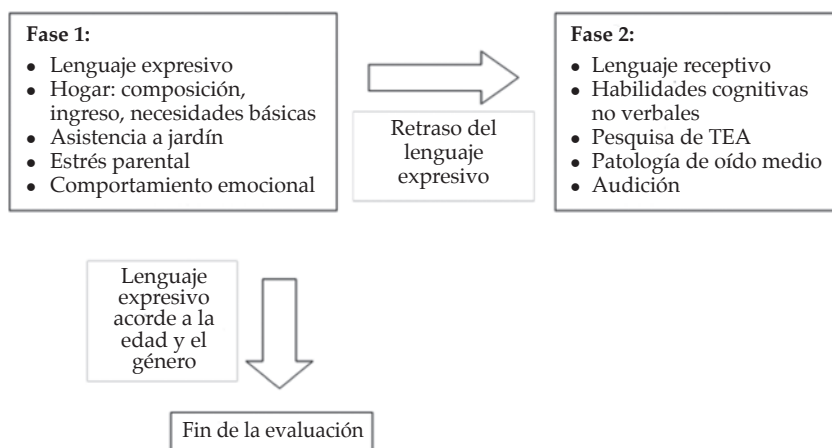 Fase 1:
• Lenguaje expresivo
• Hogar: composición,
ingreso, necesidades básicas
• Asistencia a jardín
• Estrés parental
• Comportamiento emocional
Retraso del
lenguaje
expresivo
Fase 2:
• Lenguaje receptivo
• Habilidades cognitivas
no verbales
• Pesquisa de TEA
• Patología de oído medio
• Audición
Lenguaje
expresivo
acorde a la
edad y el
género
Fin de la evaluación